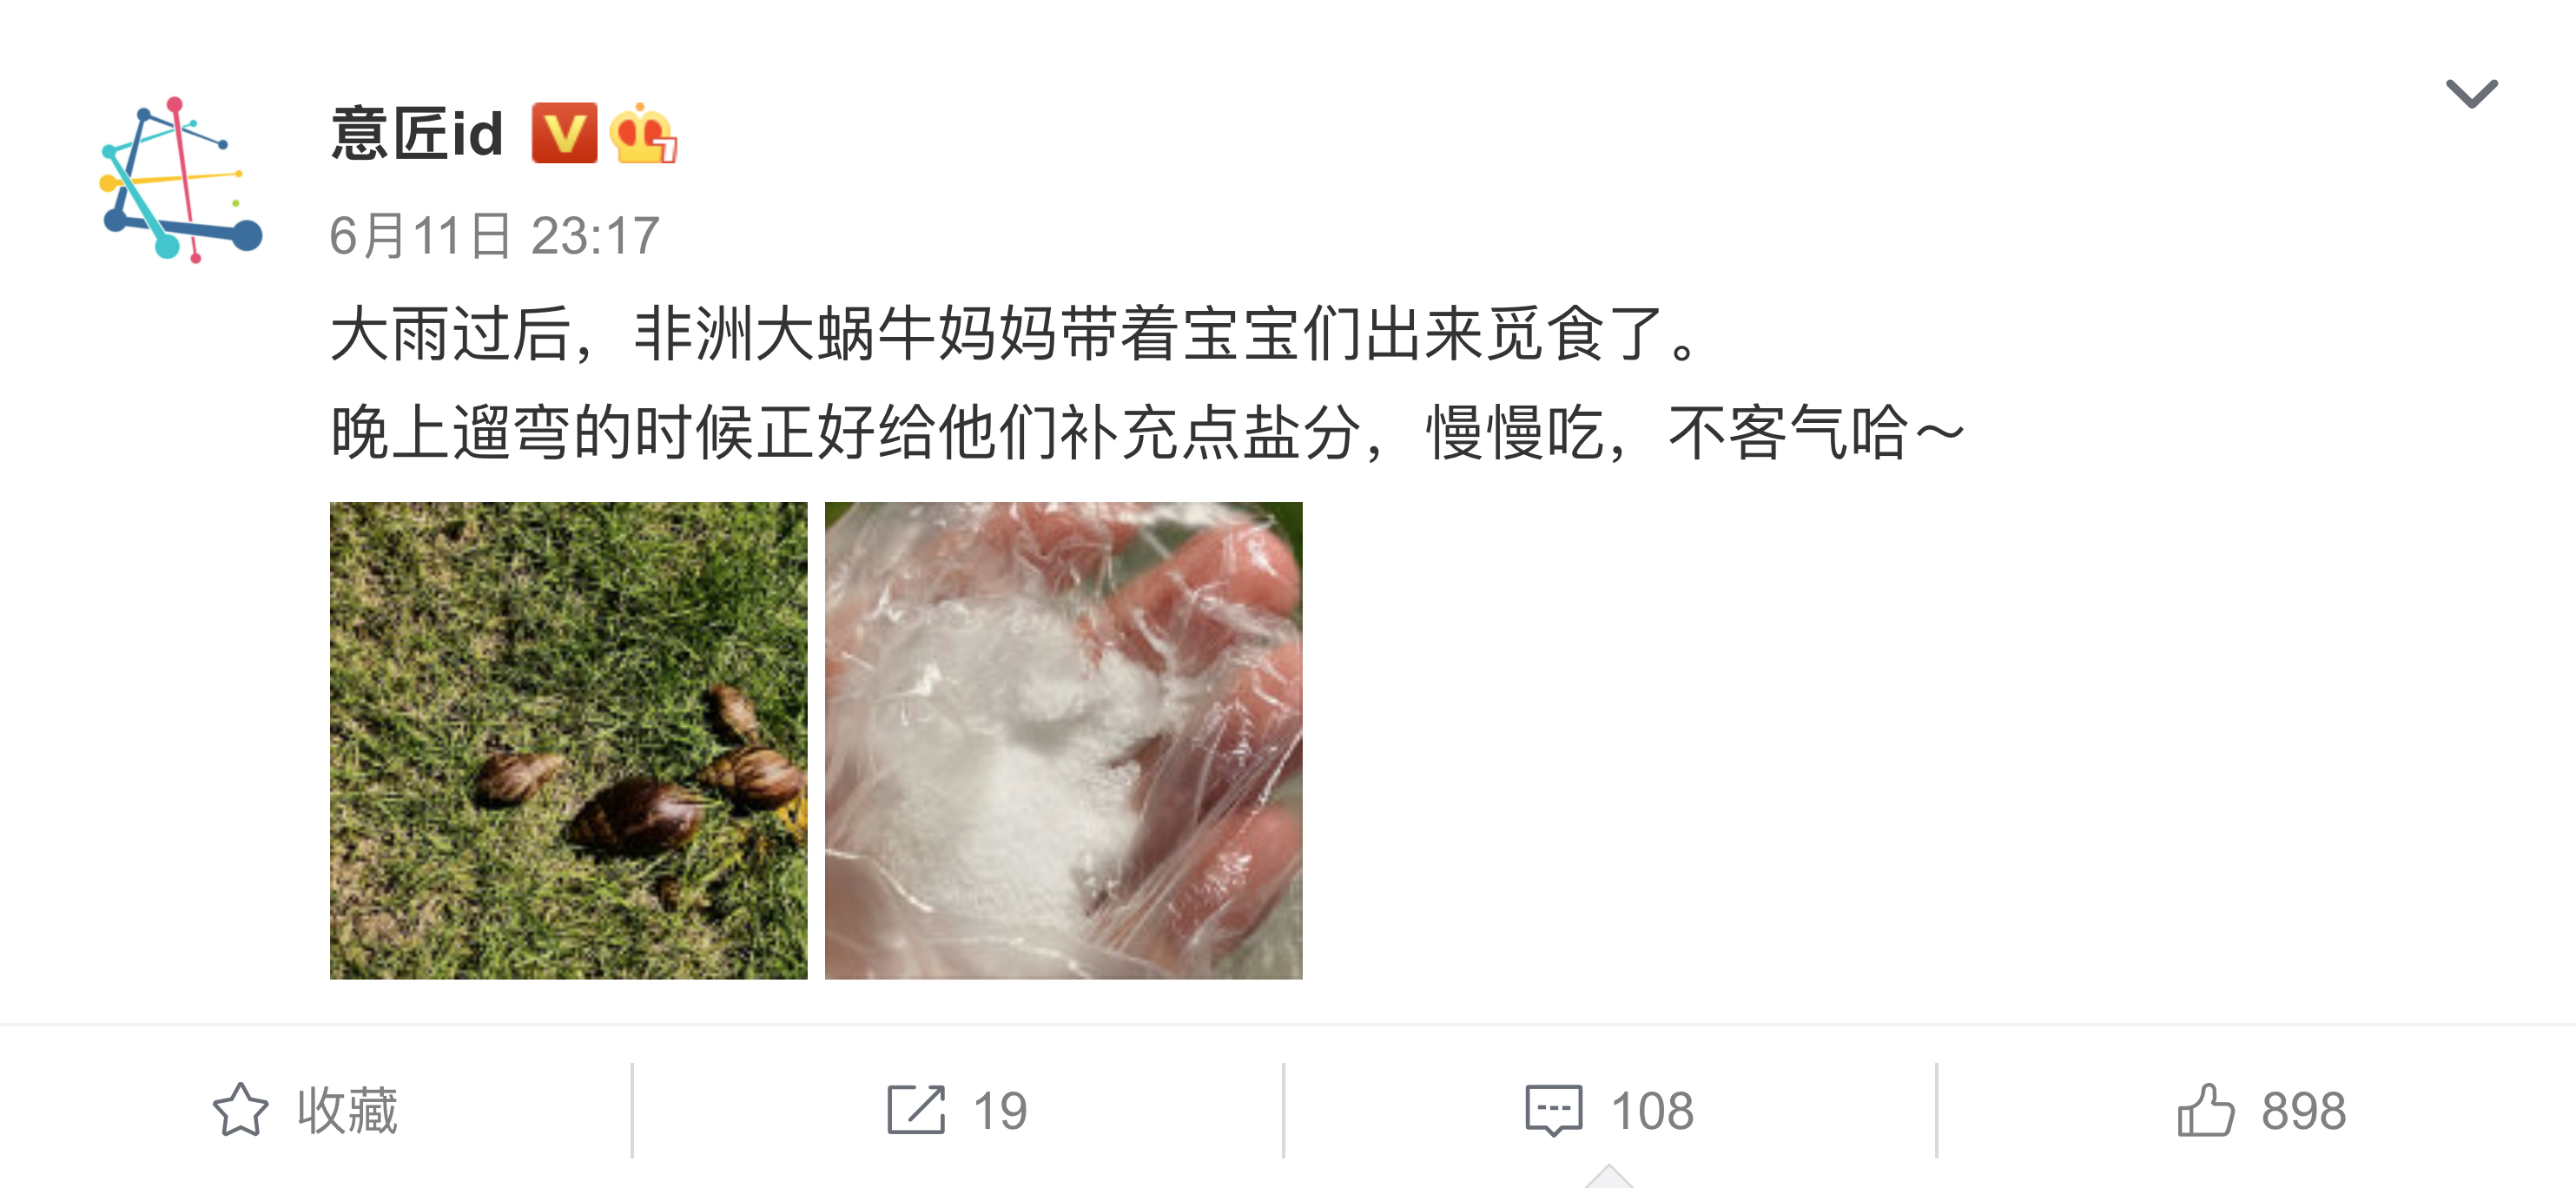 意匠id V 7
6月11日 23:17
大雨过后，非洲大蜗牛妈妈带着宝宝们出来觅食了。
晚上遛弯的时候正好给他们补充点盐分，慢慢吃，不客气哈～
收藏 19 108 898